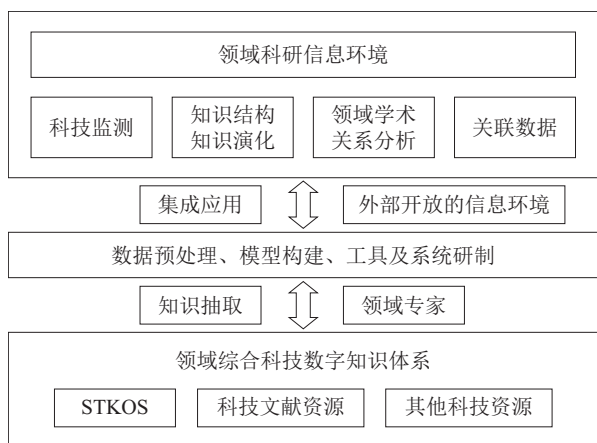 领域科研信息环境
科技监测
知识结构
知识演化
领域学术
关系分析
关联数据
集成应用
外部开放的信息环境
数据预处理、模型构建、工具及系统研制
知识抽取
领域专家
领域综合科技数字知识体系
STKOS
科技文献资源
其他科技资源